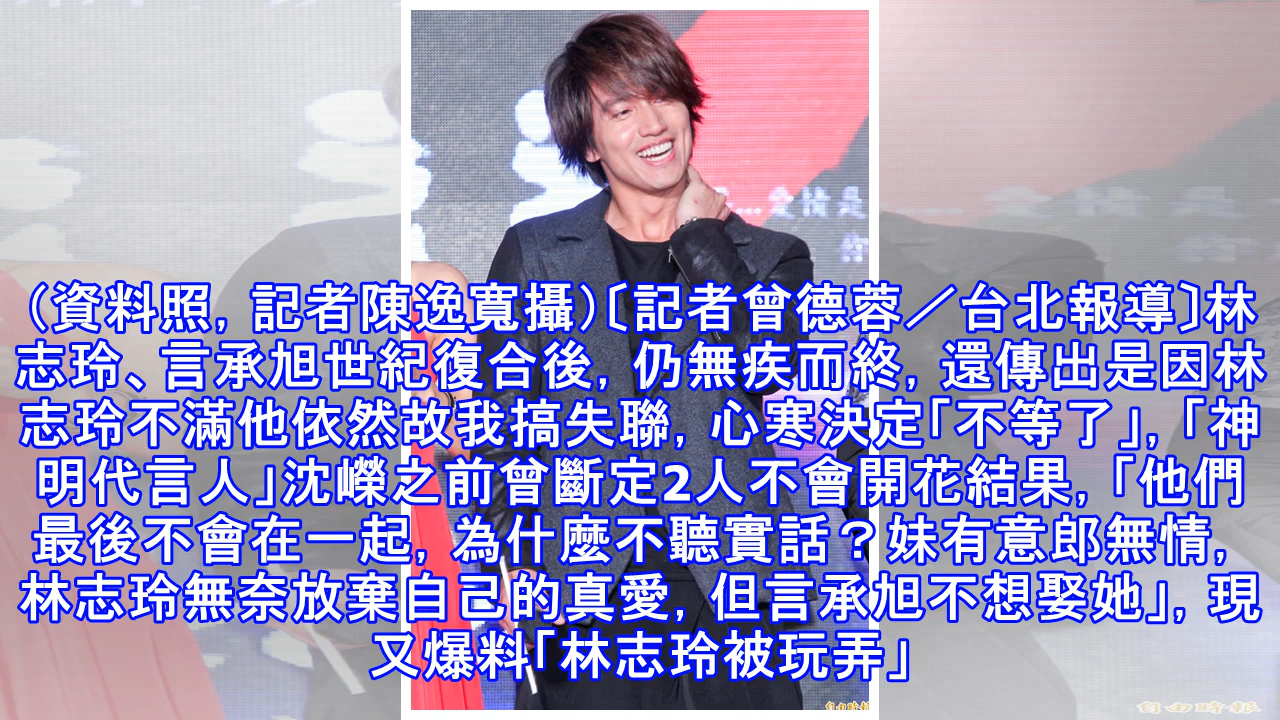 ...愛情是
(資料照, 記者陳逸寬攝)〔記者曾德蓉／台北報導〕林
志玲、言承旭世紀復合後, 仍無疾而終, 還傳出是因林
志玲不滿他依然故我搞失聯, 心寒決定「不等了」, 「神
明代言人」沈嶸之前曾斷定2人不會開花結果, 「他們
最後不會在一起, 為什麼不聽實話？妹有意郎無情,
林志玲無奈放棄自己的真愛, 但言承旭不想娶她」, 現
又爆料「林志玲被玩弄」
自由時報
自由時報